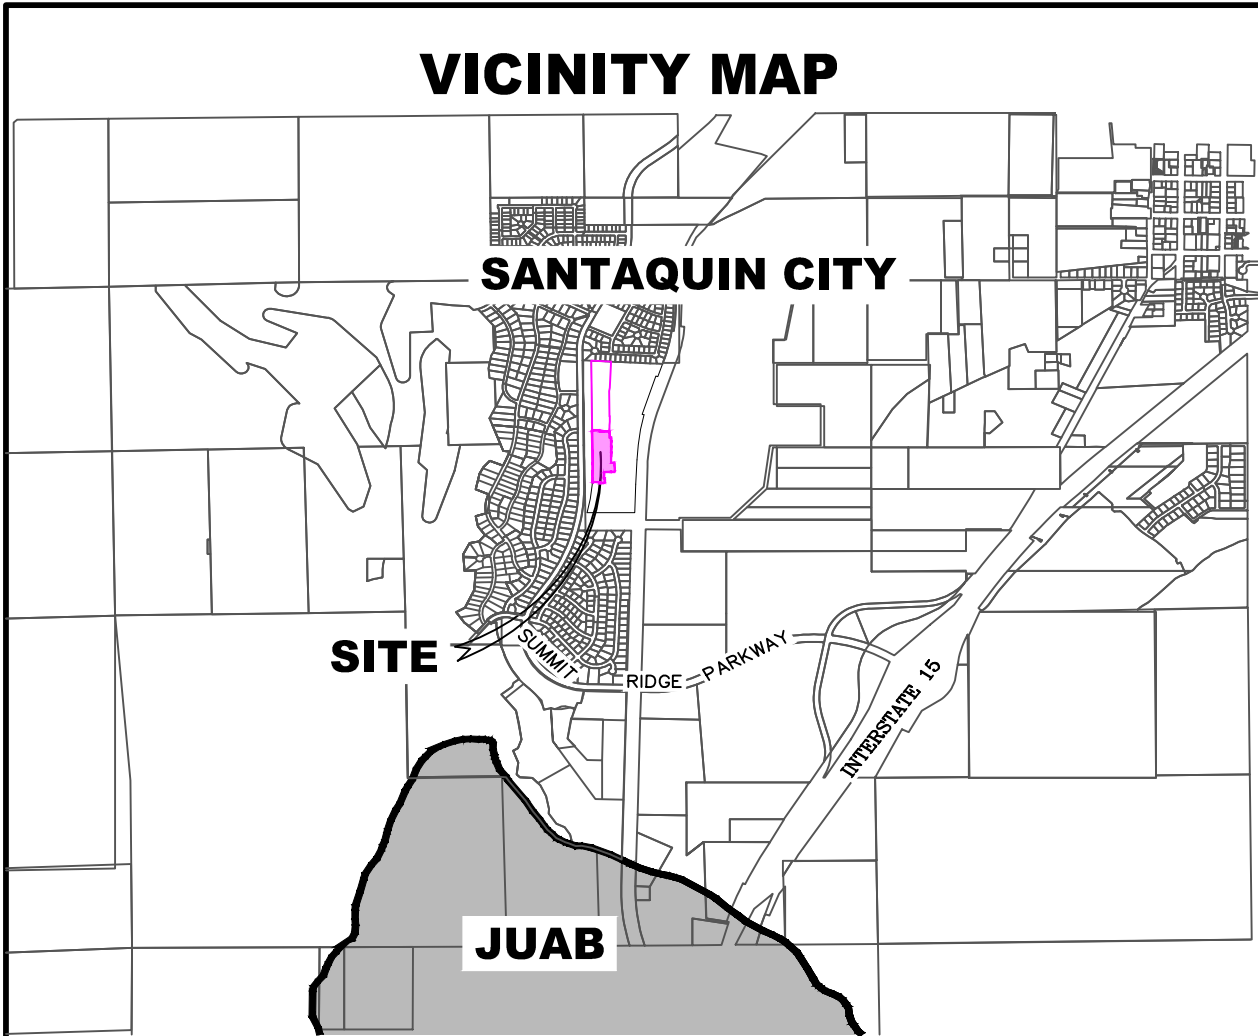 VICINITY MAP
SANTAQUIN CITY
SITE
SUMMIT
RIDGE
PARKWAY
INTERSTATE 15
JUAB